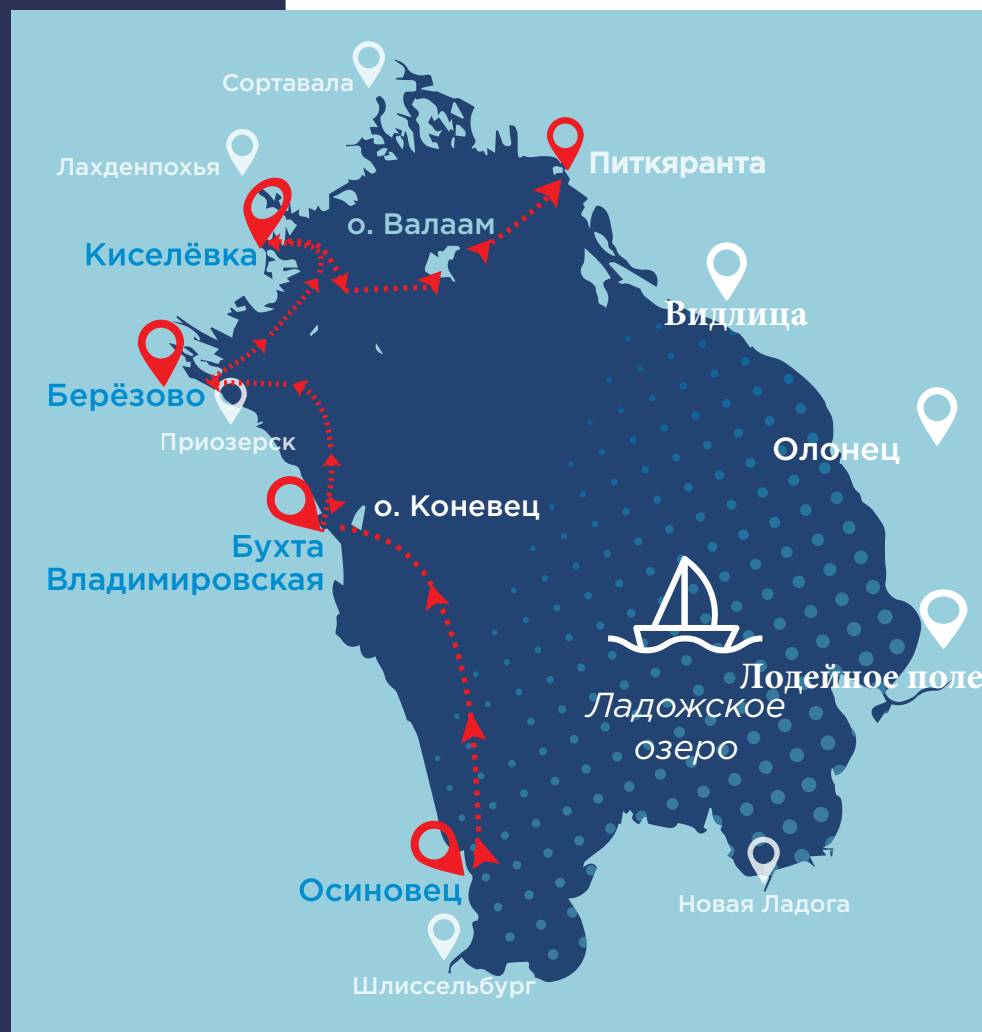 Сортавала
Лахденпохья
Питкяранта
о. Валаам
Киселёвка
Видлица
Берёзово
Приозерск
Олонец
о. Коневец
Бухта
Владимировская
Лодейное поле
Ладожское
озеро
Осиновец
Новая Ладога
Шлиссельбург